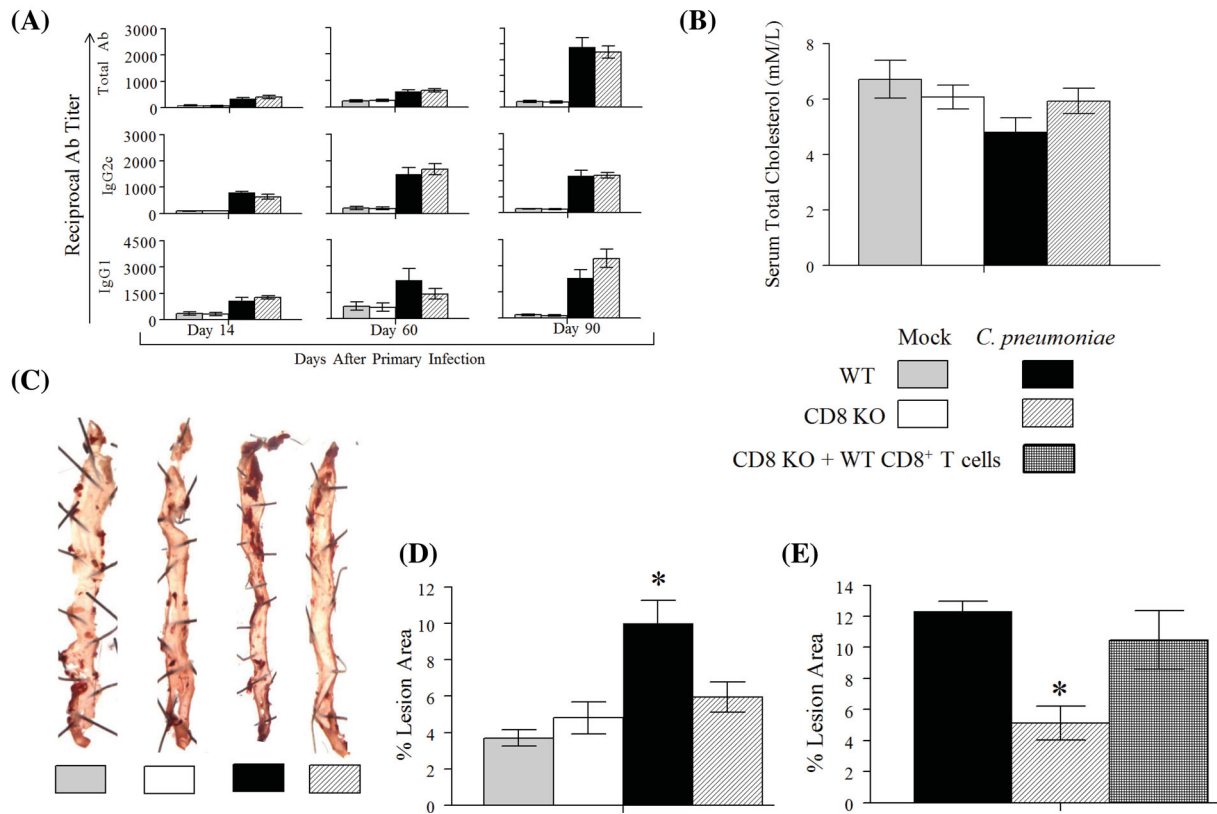 (A)
Reciprocal Ab Titer
Total Ab
3000
2000
1000
0
IgG2c
3000
2000
1000
0
IgG1
4500
3000
1500
0
Day 14
Day 60
Day 90
Days After Primary Infection
(B)
Serum Total Cholesterol (mM/L)
8
6
4
2
0
Mock C. pneumoniae
WT
CD8 KO
CD8 KO + WT CD8⁺ T cells
(C)
(D)
% Lesion Area
12
10
8
6
4
2
0
*
(E)
% Lesion Area
14
12
10
8
6
4
2
0
*